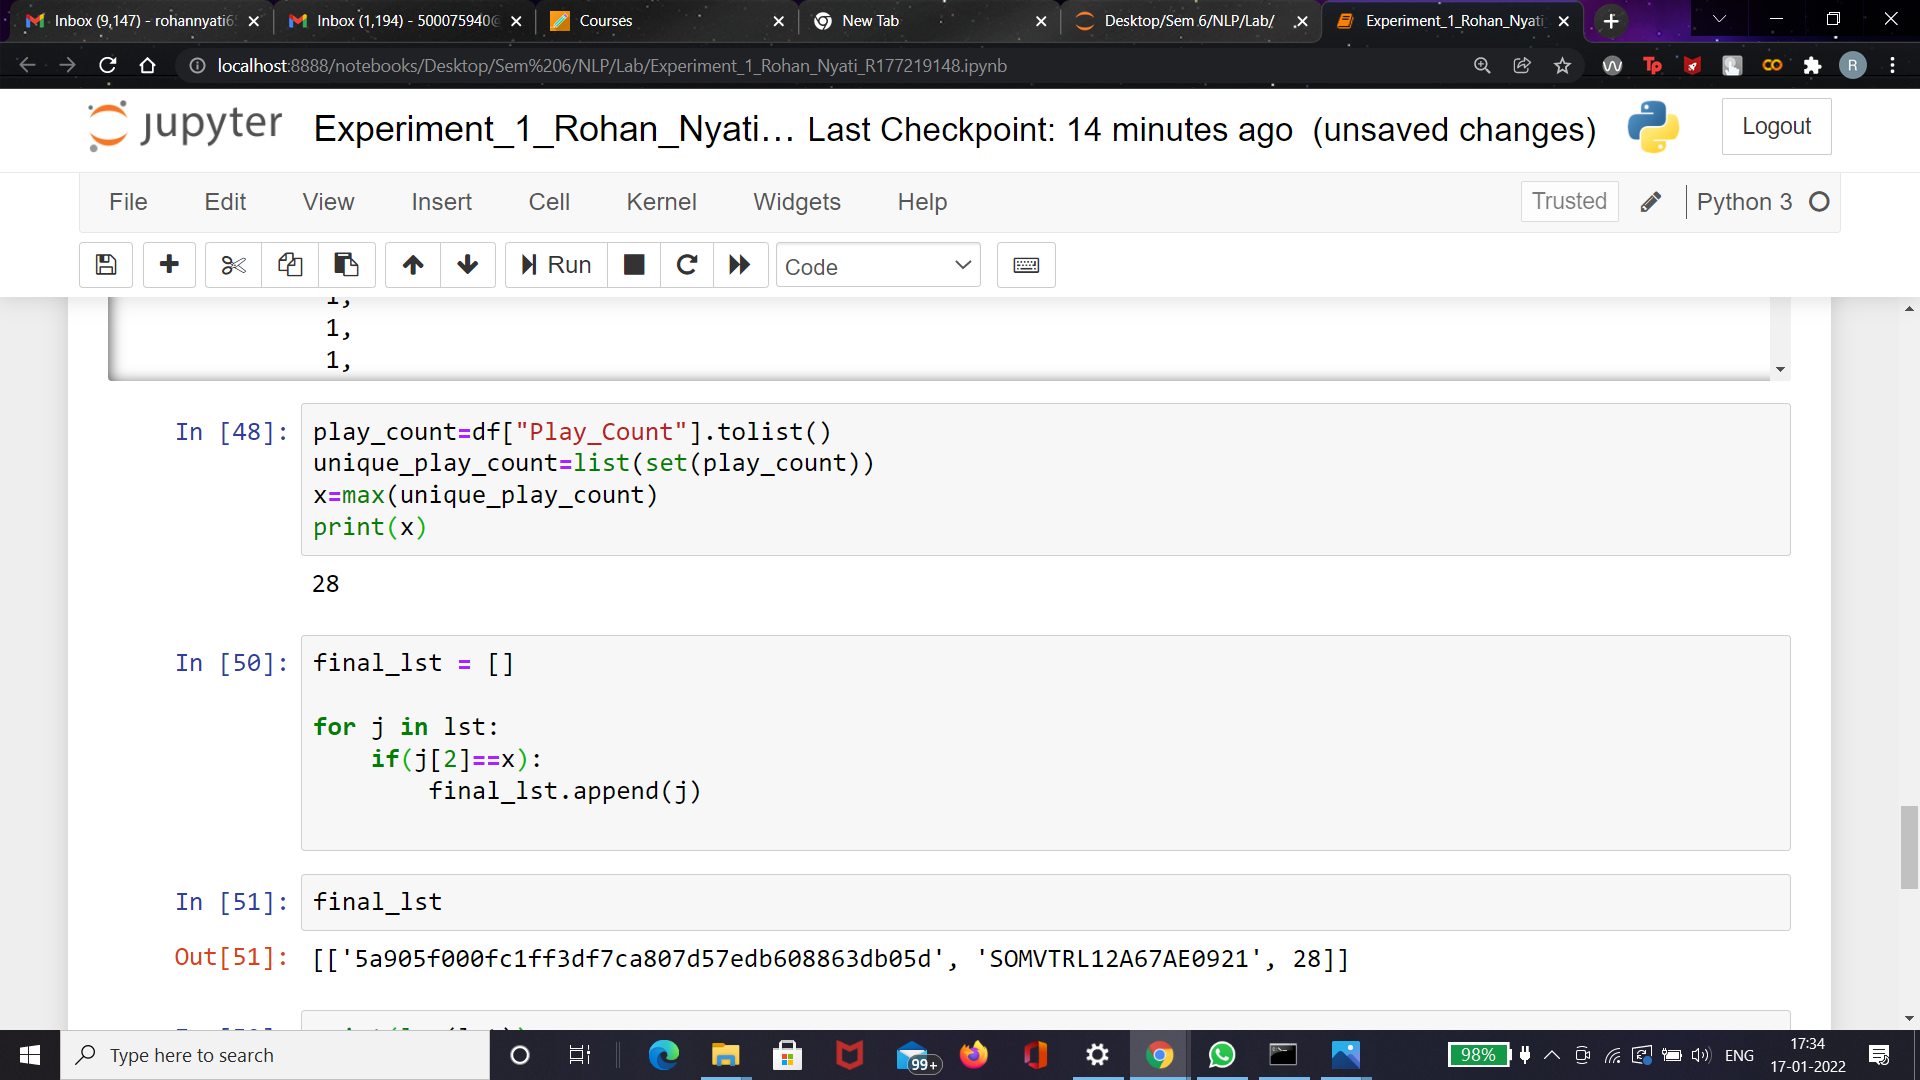 Inbox (9,147) - rohannyati6
Inbox (1,194) - 500075940@
Courses
New Tab
Desktop/Sem 6/NLP/Lab/
Experiment_1_Rohan_Nyati
localhost:8888/notebooks/Desktop/Sem%206/NLP/Lab/Experiment_1_Rohan_Nyati_R177219148.ipynb
Tp
R
jupyter Experiment_1_Rohan_Nyati... Last Checkpoint: 14 minutes ago (unsaved changes)
Logout
File Edit View Insert Cell Kernel Widgets Help
Trusted
Python 3
Run
Code
1,
1,
1,
In [48]: play_count=df["Play_Count"].tolist()
unique_play_count=list(set(play_count))
x=max(unique_play_count)
print(x)
28
In [50]: final_lst = []
for j in lst:
    if(j[2]==x):
        final_lst.append(j)
In [51]: final_lst
Out[51]: [['5a905f000fc1ff3df7ca807d57edb608863db05d', 'SOMVTRL12A67AE0921', 28]]
Type here to search
99+
98%
ENG
17:34
17-01-2022